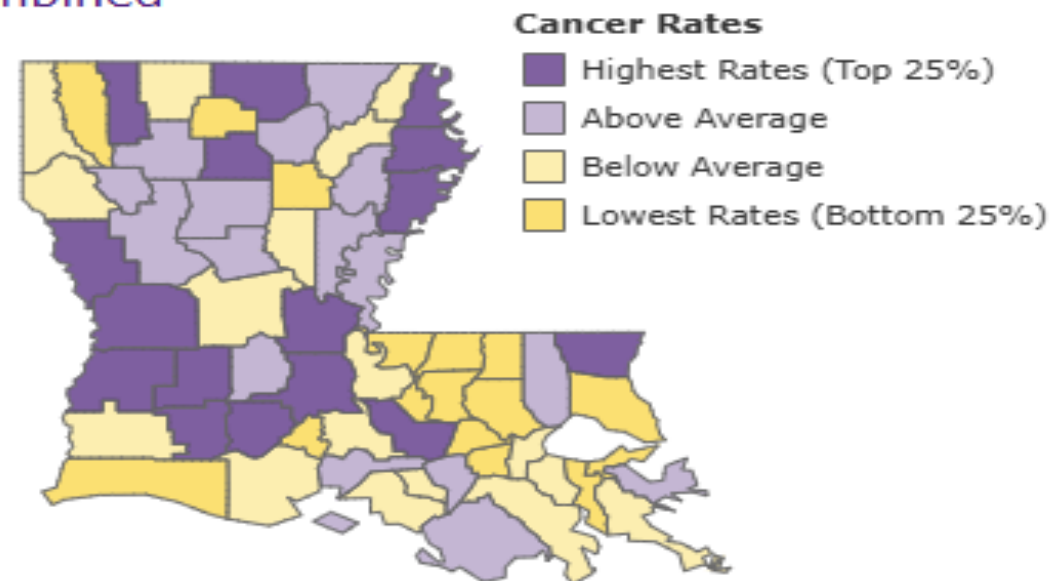 Cancer Rates
Highest Rates (Top 25%)
Above Average
Below Average
Lowest Rates (Bottom 25%)